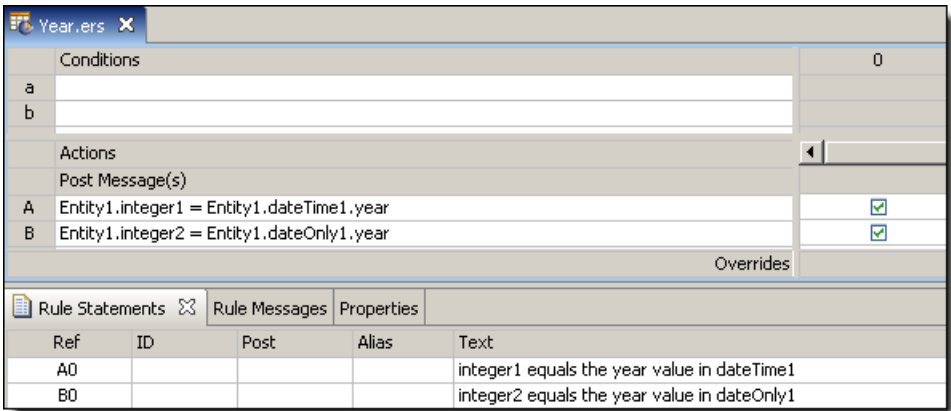 Year.ers
Conditions 0
a
b
Actions
Post Message(s)
A Entity1.integer1 = Entity1.dateTime1.year
B Entity1.integer2 = Entity1.dateOnly1.year
Overrides
Rule Statements Rule Messages Properties
Ref ID Post Alias Text
A0 integer1 equals the year value in dateTime1
B0 integer2 equals the year value in dateOnly1